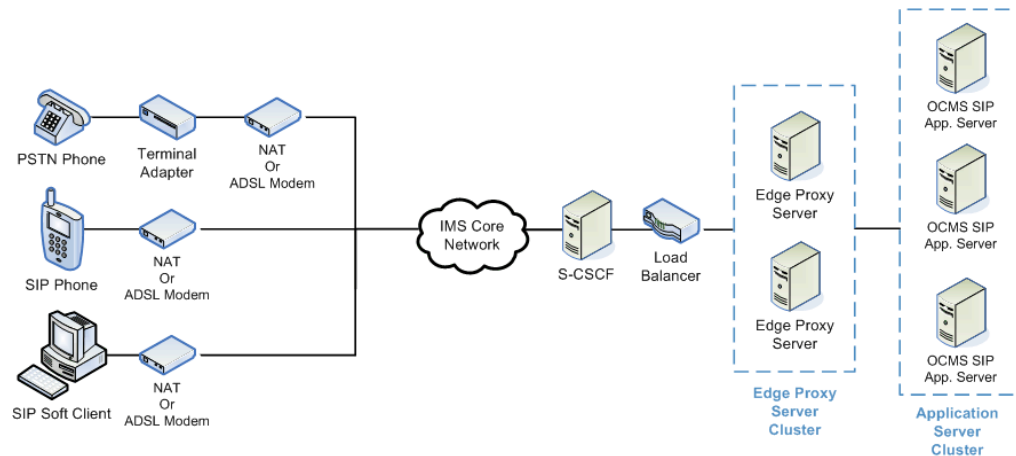 PSTN Phone
Terminal
Adapter
NAT
Or
ADSL Modem
SIP Phone
NAT
Or
ADSL Modem
SIP Soft Client
NAT
Or
ADSL Modem
IMS Core
Network
S-CSCF
Load
Balancer
Edge Proxy
Server
Edge Proxy
Server
Edge Proxy
Server
Cluster
OCMS SIP
App. Server
OCMS SIP
App. Server
OCMS SIP
App. Server
Application
Server
Cluster